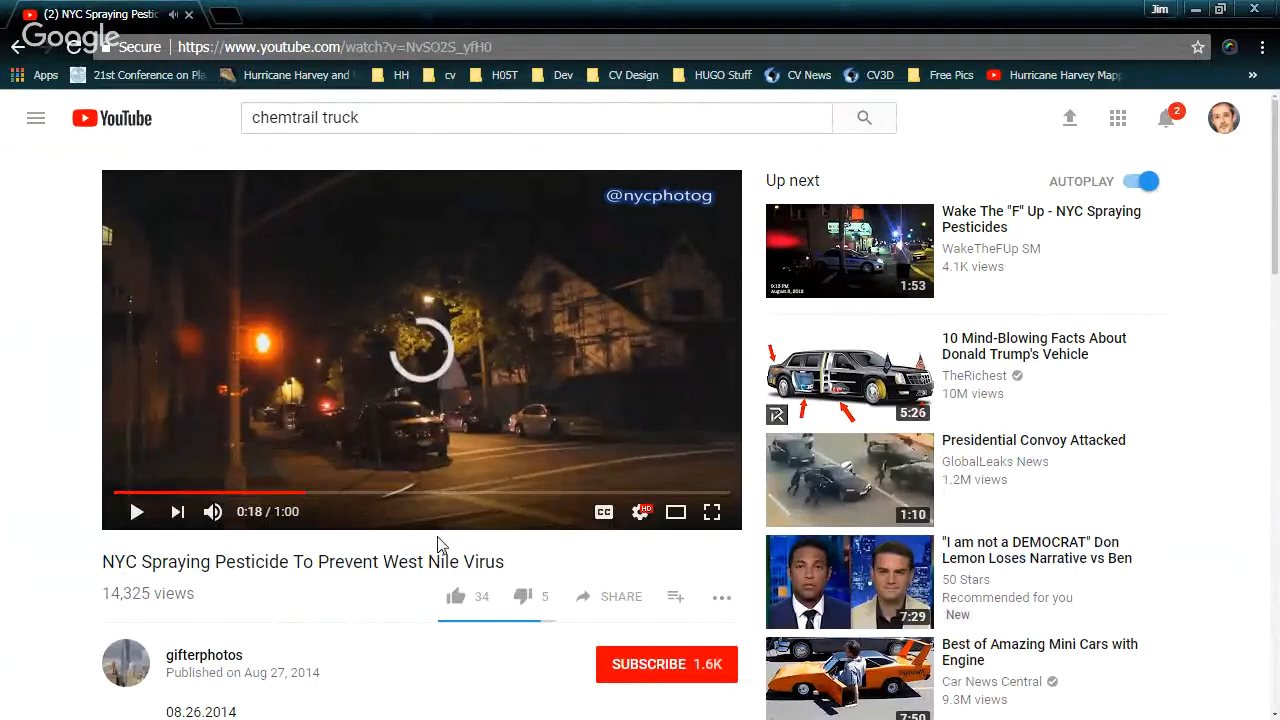 (2) NYC Spraying Pestic
Jim
Google
Secure
https://www.youtube.com/watch?v=NvSO2S_yfH0
Apps
21st Conference on Pla
Hurricane Harvey and
HH
cv
H05T
Dev
CV Design
HUGO Stuff
CV News
CV3D
Free Pics
Hurricane Harvey Mapp
»
YouTube
chemtrail truck
2
@nycphotog
0:18 / 1:00
CC
HD
NYC Spraying Pesticide To Prevent West Nile Virus
14,325 views
34
5
SHARE
gifterphotos
Published on Aug 27, 2014
SUBSCRIBE 1.6K
08.26.2014
Up next
AUTOPLAY
Wake The "F" Up - NYC Spraying
Pesticides
WakeTheFUp SM
4.1K views
1:53
10 Mind-Blowing Facts About
Donald Trump's Vehicle
TheRichest
10M views
5:26
Presidential Convoy Attacked
GlobalLeaks News
1.2M views
1:10
"I am not a DEMOCRAT" Don
Lemon Loses Narrative vs Ben
50 Stars
Recommended for you
New
7:29
Best of Amazing Mini Cars with
Engine
Car News Central
9.3M views
7:50